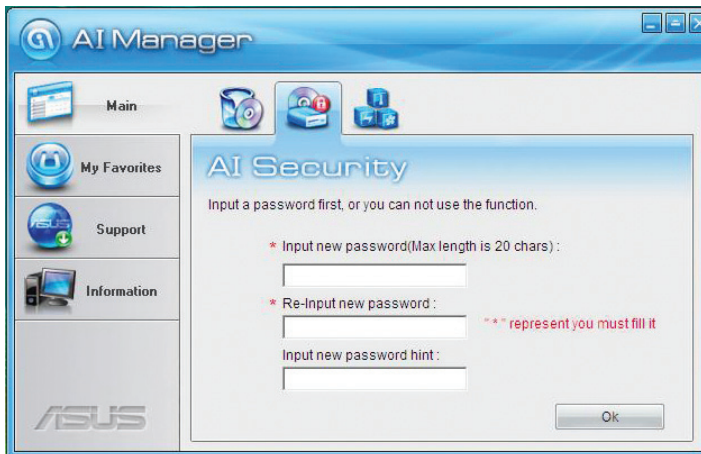 AI Manager
Main
My Favorites
ASUS
Support
Information
ASUS
AI Security
Input a password first, or you can not use the function.
* Input new password(Max length is 20 chars) :
* Re-Input new password :
"*" represent you must fill it
Input new password hint :
Ok